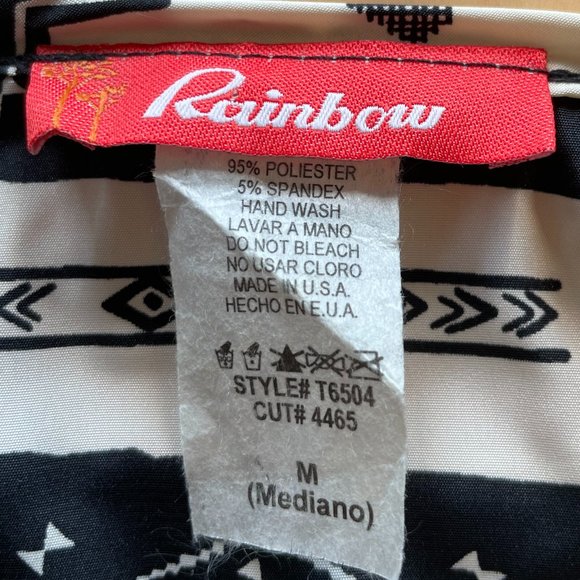 Rainbow
95% POLIESTER
5% SPANDEX
HAND WASH
LAVAR A MANO
DO NOT BLEACH
NO USAR CLORO
MADE IN U.S.A.
HECHO EN E.U.A.
STYLE# T6504
CUT# 4465
M
(Mediano)